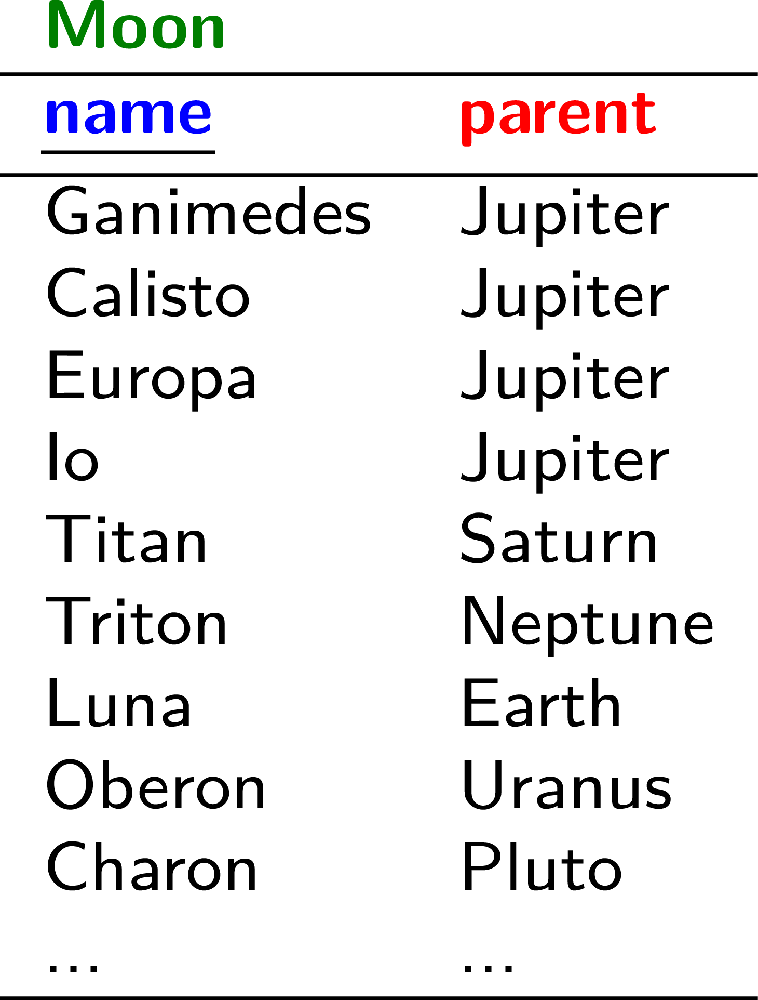 Moon
name parent
Ganimedes Jupiter
Calisto Jupiter
Europa Jupiter
Io Jupiter
Titan Saturn
Triton Neptune
Luna Earth
Oberon Uranus
Charon Pluto
... ...